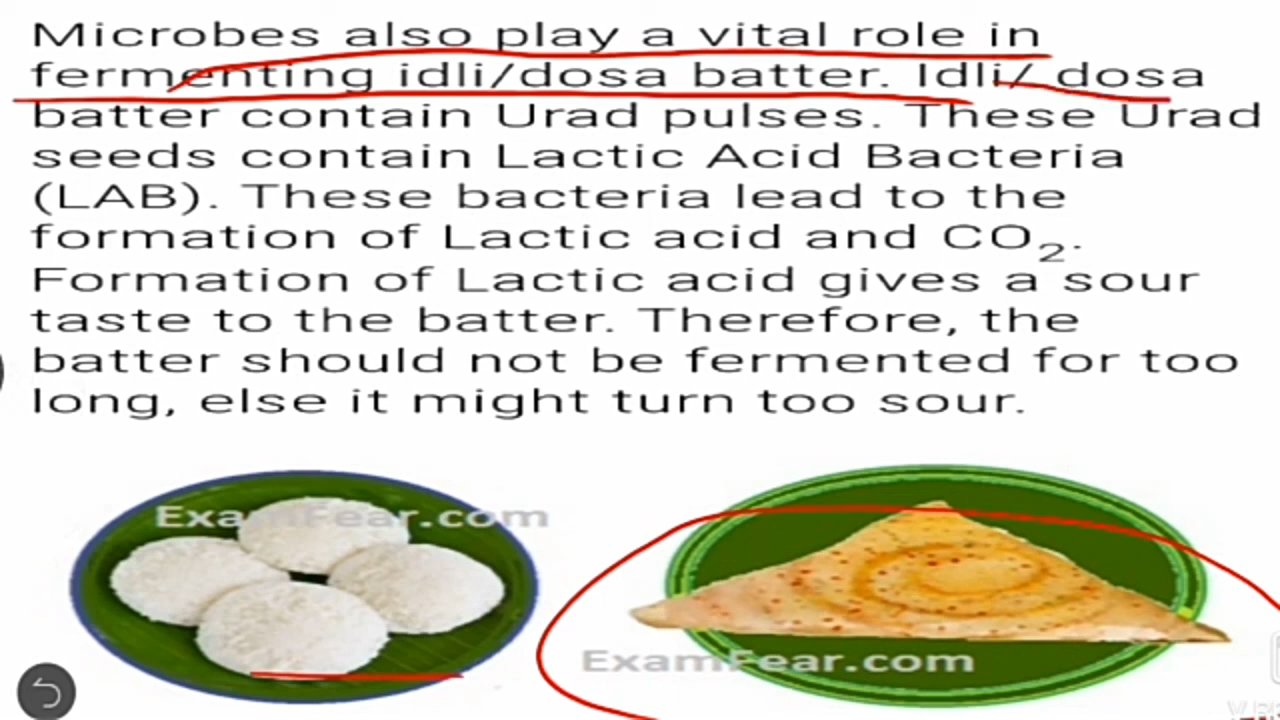 Microbes also play a vital role in
fermenting idli/dosa batter. Idli/ dosa
batter contain Urad pulses. These Urad
seeds contain Lactic Acid Bacteria
(LAB). These bacteria lead to the
formation of Lactic acid and CO₂.
Formation of Lactic acid gives a sour
taste to the batter. Therefore, the
batter should not be fermented for too
long, else it might turn too sour.
ExamFear.com
ExamFear.com